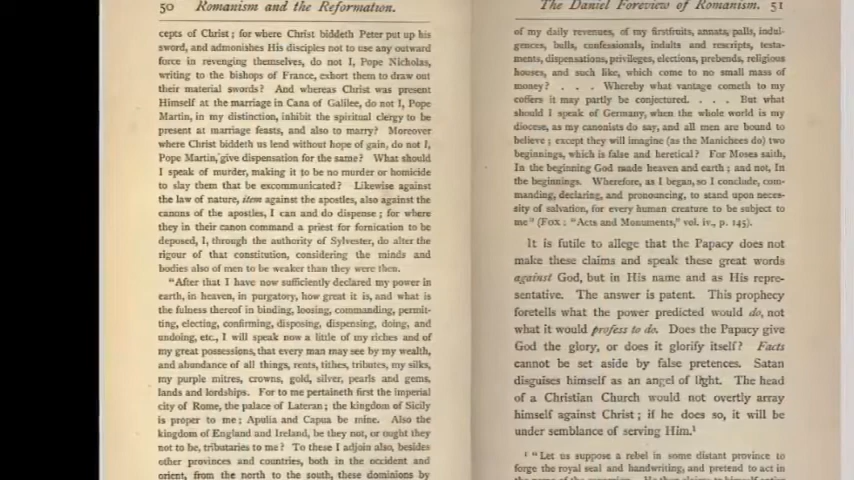 50 Romanism and the Reformation.
cepts of Christ ; for where Christ biddeth Peter put up his
sword, and admonishes His disciples not to use any outward
force in revenging themselves, do not I, Pope Nicholas,
writing to the bishops of France, exhort them to draw out
their material swords? And whereas Christ was present
Himself at the marriage in Cana of Galilee, do not I, Pope
Martin, in my distinction, inhibit the spiritual clergy to be
present at marriage feasts, and also to marry? Moreover
where Christ biddeth us lend without hope of gain, do not I,
Pope Martin, give dispensation for the same? What should
I speak of murder, making it to be no murder or homicide
to slay them that be excommunicated? Likewise against
the law of nature, item against the apostles, also against the
canons of the apostles, I can and do dispense ; for where
they in their canon command a priest for fornication to be
deposed, I, through the authority of Sylvester, do alter the
rigour of that constitution, considering the minds and
bodies also of men to be weaker than they were then.
"After that I have now sufficiently declared my power in
earth, in heaven, in purgatory, how great it is, and what is
the fulness thereof in binding, loosing, commanding, permit-
ting, electing, confirming, disposing, dispensing, doing, and
undoing, etc., I will speak now a little of my riches and of
my great possessions, that every man may see by my wealth,
and abundance of all things, rents, tithes, tributes, my silks,
my purple mitres, crowns, gold, silver, pearls and gems,
lands and lordships. For to me pertaineth first the imperial
city of Rome, the palace of Lateran ; the kingdom of Sicily
is proper to me ; Apulia and Capua be mine. Also the
kingdom of England and Ireland, be they not, or ought they
not to be, tributaries to me? To these I adjoin also, besides
other provinces and countries, both in the occident and
orient, from the north to the south, these dominions by
The Daniel Foreview of Romanism. 51
of my daily revenues, of my firstfruits, annats, palls, indul-
gences, bulls, confessionals, indults and rescripts, testa-
ments, dispensations, privileges, elections, prebends, religious
houses, and such like, which come to no small mass of
money? . . . Whereby what vantage cometh to my
coffers it may partly be conjectured. . . . But what
should I speak of Germany, when the whole world is my
diocese, as my canonists do say, and all men are bound to
believe ; except they will imagine (as the Manichees do) two
beginnings, which is false and heretical? For Moses saith,
In the beginning God made heaven and earth ; and not, In
the beginnings. Wherefore, as I began, so I conclude, com-
manding, declaring, and pronouncing, to stand upon neces-
sity of salvation, for every human creature to be subject to
me" (Fox : "Acts and Monuments," vol. iv., p. 145).
It is futile to allege that the Papacy does not
make these claims and speak these great words
against God, but in His name and as His repre-
sentative. The answer is patent. This prophecy
foretells what the power predicted would do, not
what it would profess to do. Does the Papacy give
God the glory, or does it glorify itself? Facts
cannot be set aside by false pretences. Satan
disguises himself as an angel of light. The head
of a Christian Church would not overtly array
himself against Christ ; if he does so, it will be
under semblance of serving Him.¹
¹ "Let us suppose a rebel in some distant province to
forge the royal seal and handwriting, and pretend to act in